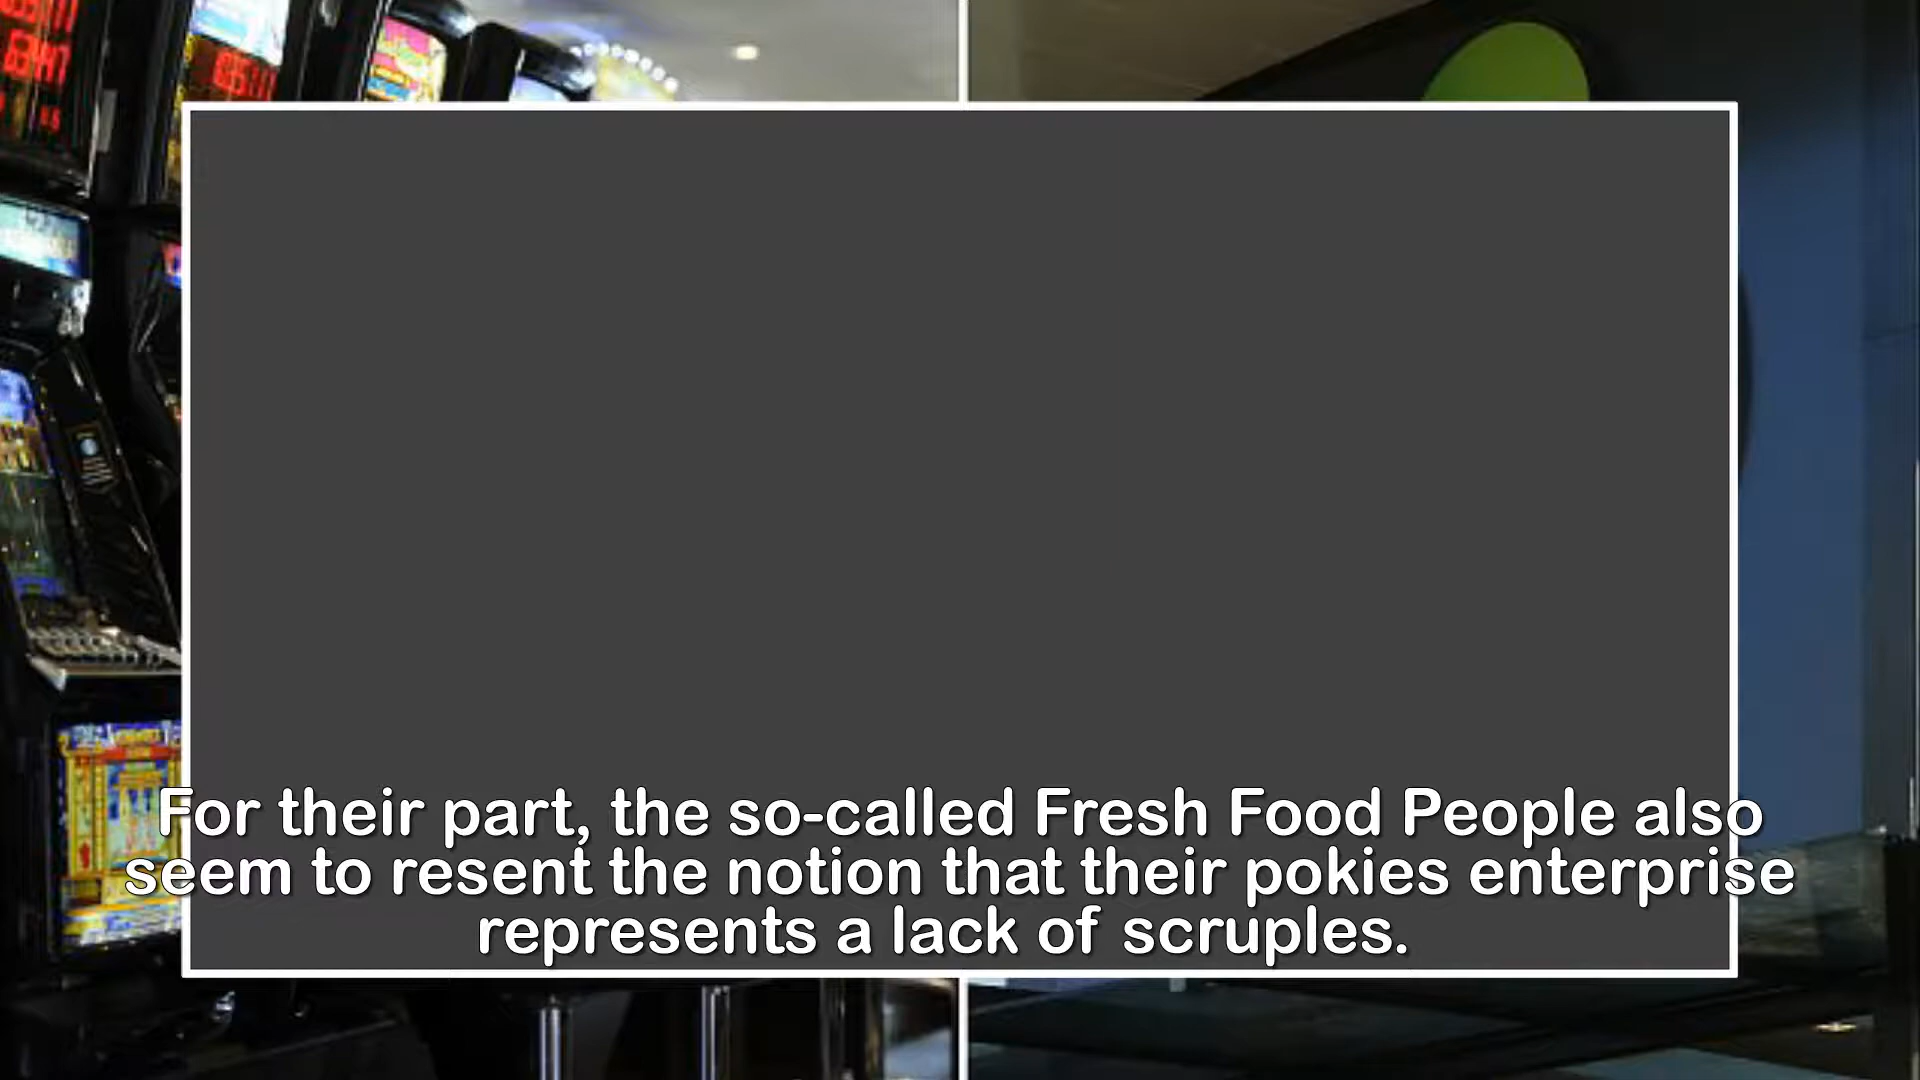 For their part, the so-called Fresh Food People also
seem to resent the notion that their pokies enterprise
represents a lack of scruples.